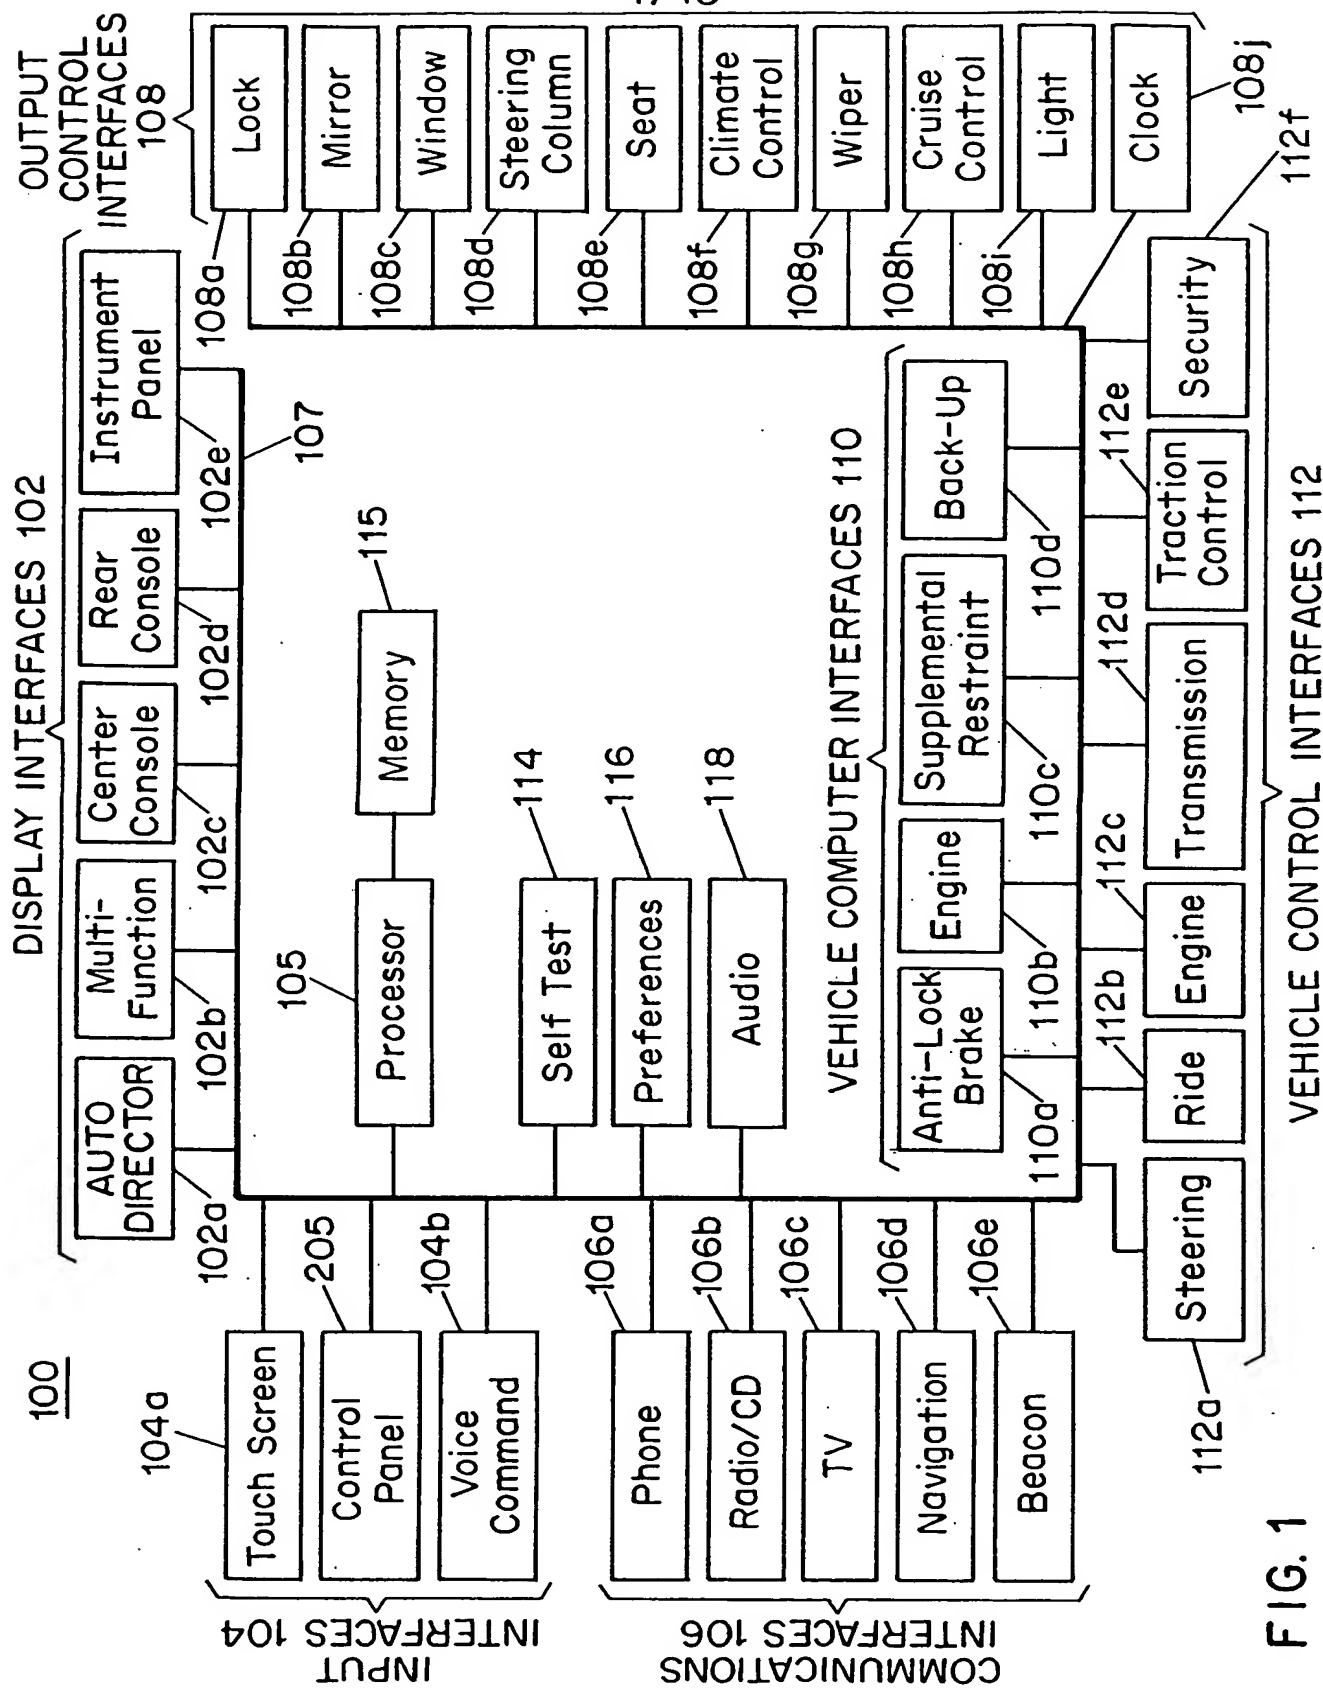 OUTPUT
CONTROL
INTERFACES
108
108a
Lock
108b
Mirror
108c
Window
108d
Steering
Column
108e
Seat
108f
Climate
Control
108g
Wiper
108h
Cruise
Control
108i
Light
Clock
108j
DISPLAY INTERFACES 102
AUTO
DIRECTOR
102a
Multi-
Function
102b
Center
Console
102c
Rear
Console
102d
Instrument
Panel
102e
107
100
104a
Touch Screen
205
Control
Panel
104b
Voice
Command
INPUT
INTERFACES 104
105
Processor
115
Memory
114
Self Test
116
Preferences
118
Audio
106a
Phone
106b
Radio/CD
106c
TV
106d
Navigation
106e
Beacon
COMMUNICATIONS
INTERFACES 106
VEHICLE COMPUTER INTERFACES 110
Anti-Lock
Brake
110a
Engine
110b
Supplemental
Restraint
110c
Back-Up
110d
112a
Steering
112b
Ride
112c
Engine
112d
Transmission
112e
Traction
Control
112f
Security
VEHICLE CONTROL INTERFACES 112
FIG. 1